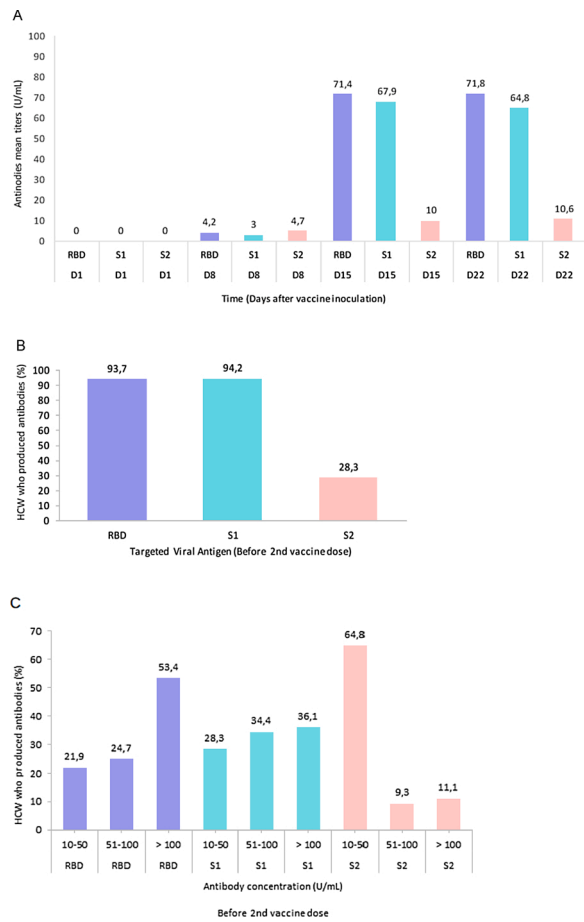 A
Antinodies mean titers (U/mL)
100
90
80
70
60
50
40
30
20
10
0
0 0 0 4,2 3 4,7 71,4 67,9 10 71,8 64,8 10,6
RBD S1 S2 RBD S1 S2 RBD S1 S2 RBD S1 S2
D1 D1 D1 D8 D8 D8 D15 D15 D15 D22 D22 D22
Time (Days after vaccine inoculation)
B
HCW who produced antibodies (%)
100
90
80
70
60
50
40
30
20
10
0
93,7 94,2 28,3
RBD S1 S2
Targeted Viral Antigen (Before 2nd vaccine dose)
C
HCW who produced antibodies (%)
70
60
50
40
30
20
10
0
21,9 24,7 53,4 28,3 34,4 36,1 64,8 9,3 11,1
10-50 51-100 > 100 10-50 51-100 > 100 10-50 51-100 > 100
RBD RBD RBD S1 S1 S1 S2 S2 S2
Antibody concentration (U/mL)
Before 2nd vaccine dose